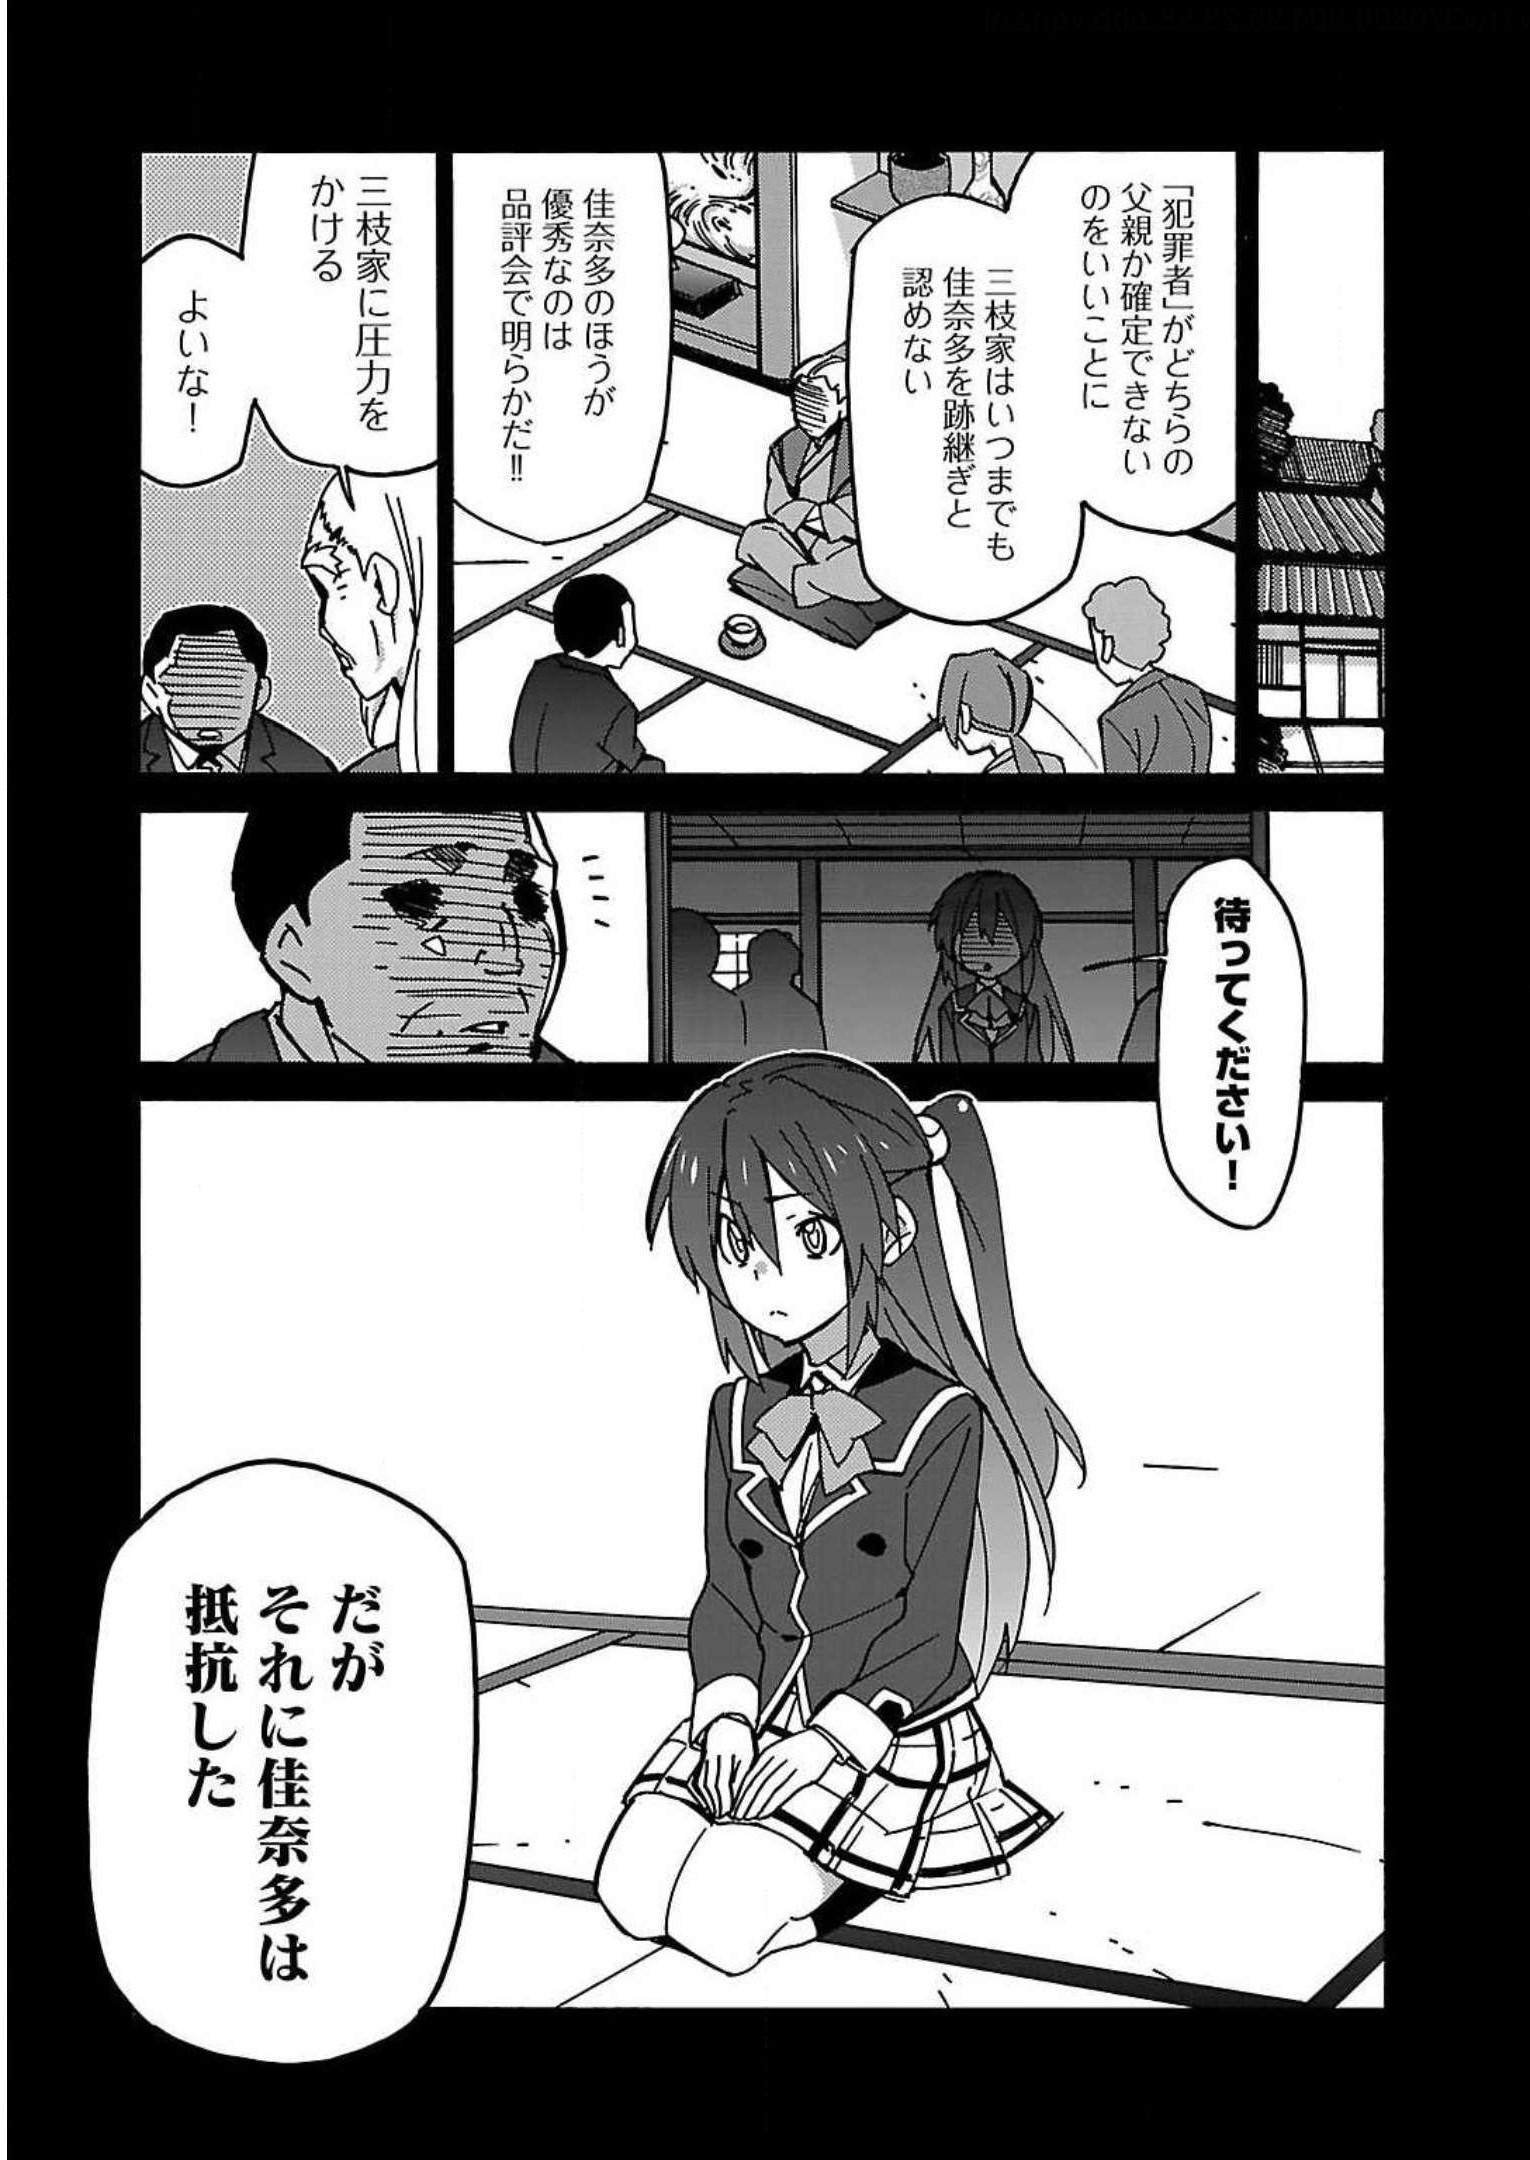 「犯罪者」がどちらの
父親か確定できない
のをいいことに
三枝家はいつまでも
佳奈多を跡継ぎと
認めない
佳奈多のほうが
優秀なのは
品評会で明らかだ!!
三枝家に圧力を
かける
よいな！
待ってください！
だが
それに佳奈多は
抵抗した